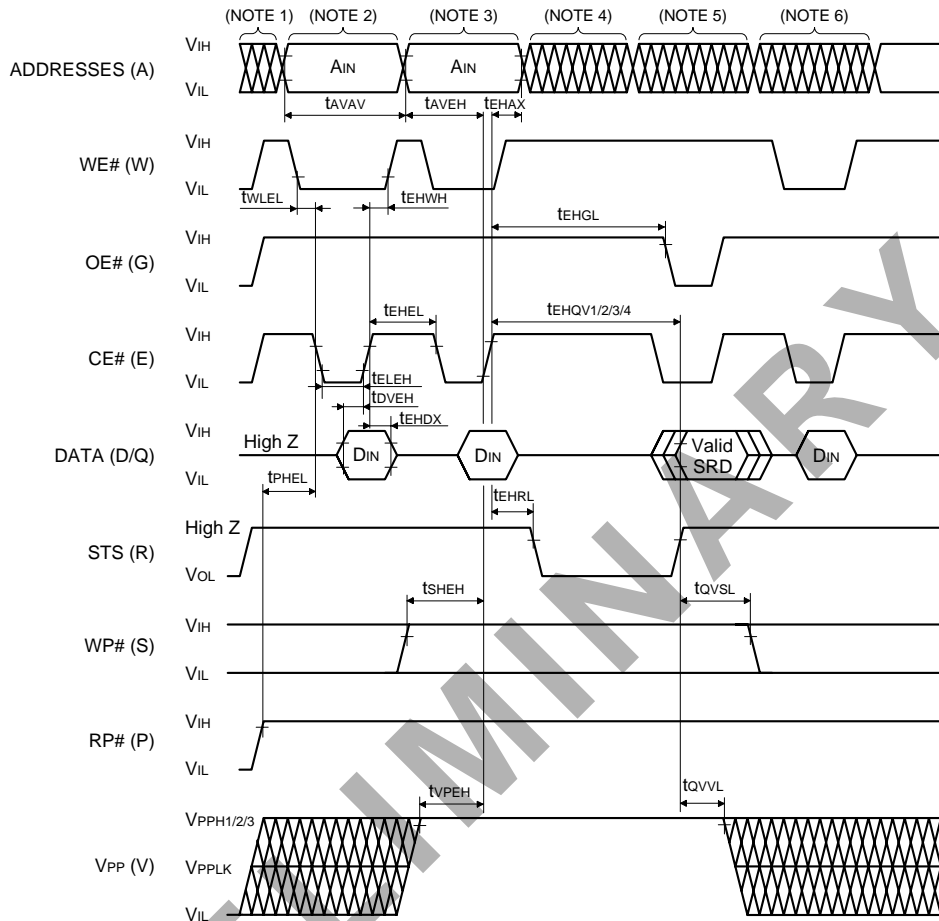 (NOTE 1) (NOTE 2) (NOTE 3) (NOTE 4) (NOTE 5) (NOTE 6)
ADDRESSES (A)
VIH
VIL
AIN AIN
tAVAV tAVEH tEHAX
WE# (W)
VIH
VIL
tWLEL tEHWH
OE# (G)
VIH
VIL
tEHGL
CE# (E)
VIH
VIL
tEHEL tEHQV1/2/3/4
tELEH
tDVEH
tEHDX
DATA (D/Q)
VIH
VIL
High Z
DIN DIN Valid SRD DIN
tPHEL
tEHRL
STS (R)
High Z
VOL
tSHEH tQVSL
WP# (S)
VIH
VIL
RP# (P)
VIH
VIL
tVPEH tQVVL
VPP (V)
VPPH1/2/3
VPPLK
VIL
ELIMINARY